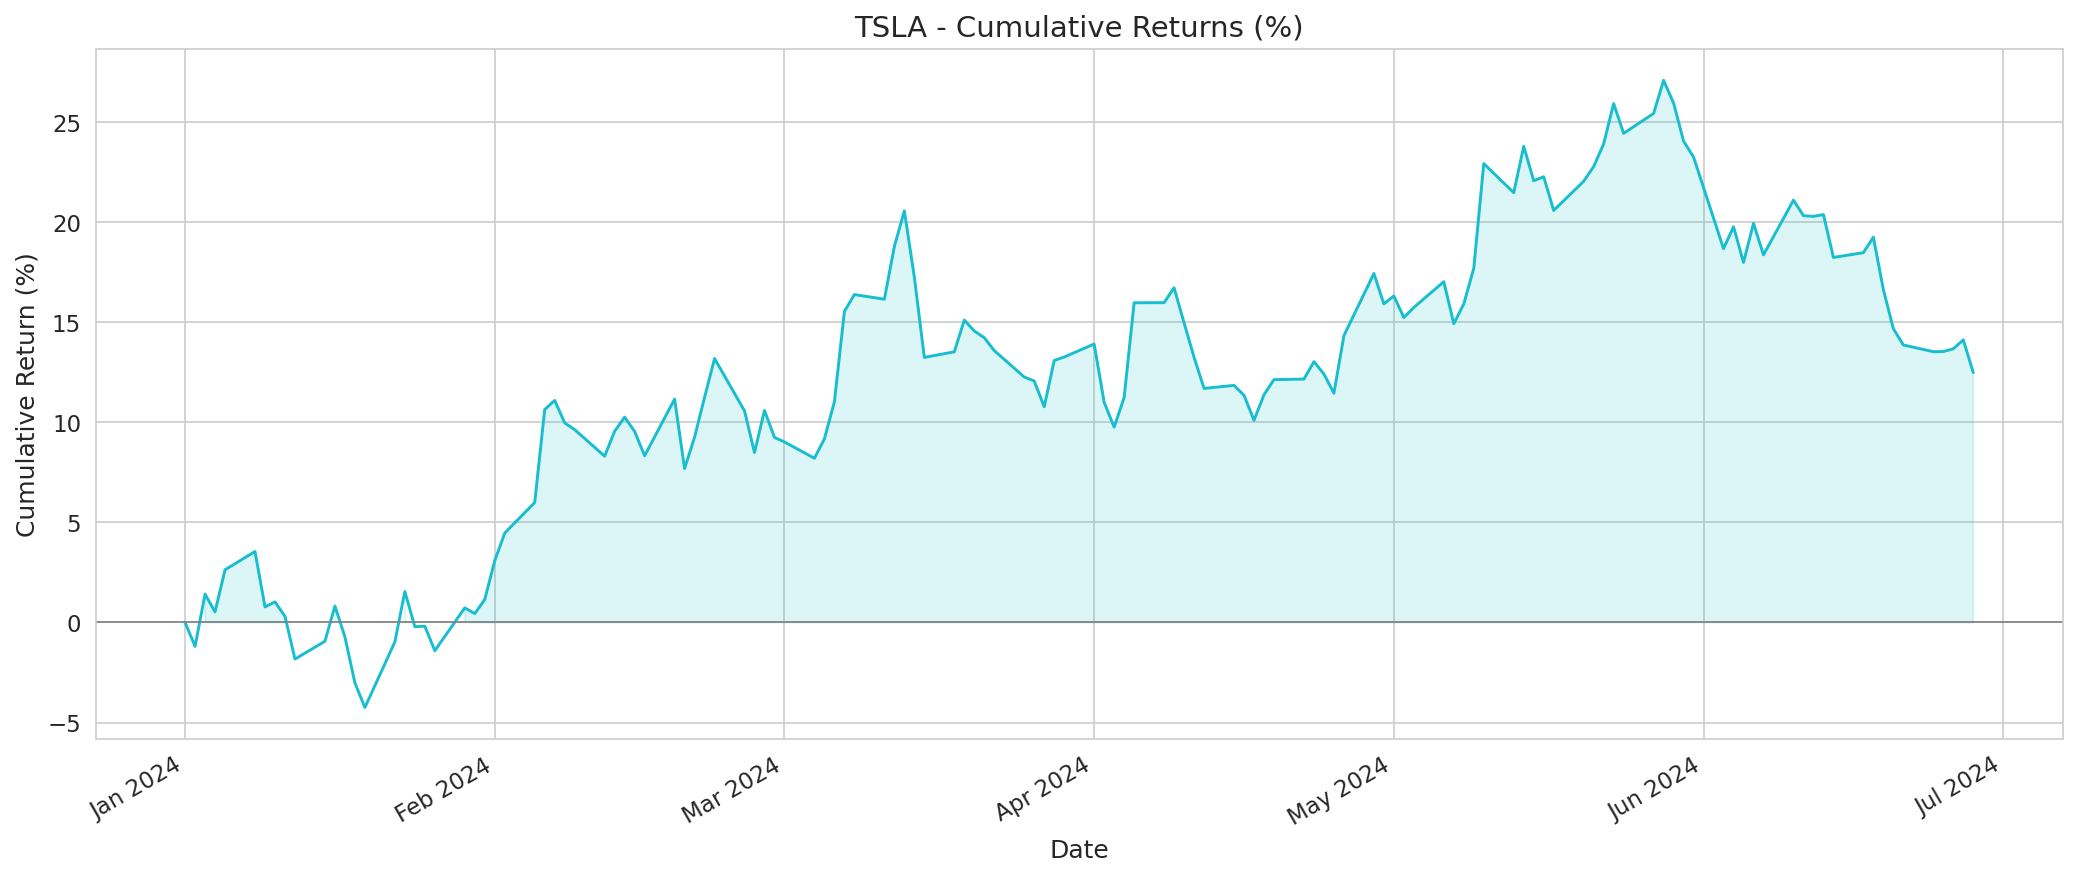 TSLA - Cumulative Returns (%)
Cumulative Return (%)
25
20
15
10
5
0
−5
Jan 2024
Feb 2024
Mar 2024
Apr 2024
May 2024
Jun 2024
Jul 2024
Date